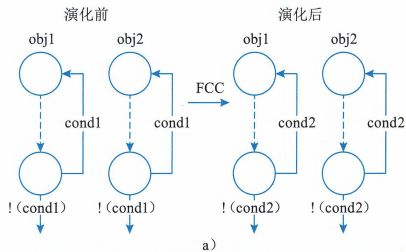 演化前 演化后
obj1 obj2 obj1 obj2
FCC
cond1 cond1 cond2 cond2
!(cond1) !(cond1) !(cond2) !(cond2)
a)